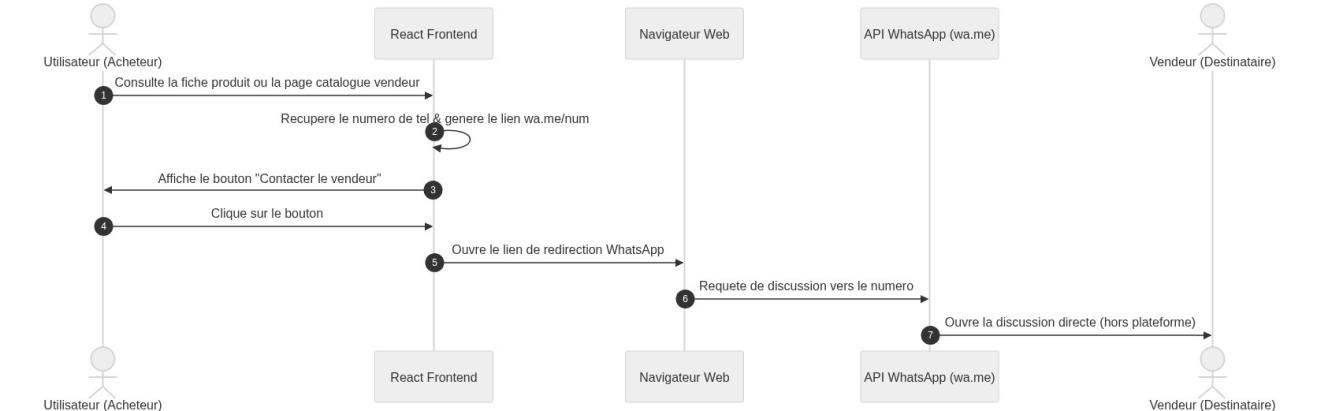 Utilisateur (Acheteur)
React Frontend
Navigateur Web
API WhatsApp (wa.me)
Vendeur (Destinataire)
1
Consulte la fiche produit ou la page catalogue vendeur
2
Recupere le numero de tel & genere le lien wa.me/num
3
Affiche le bouton "Contacter le vendeur"
4
Clique sur le bouton
5
Ouvre le lien de redirection WhatsApp
6
Requete de discussion vers le numero
7
Ouvre la discussion directe (hors plateforme)
Utilisateur (Acheteur)
React Frontend
Navigateur Web
API WhatsApp (wa.me)
Vendeur (Destinataire)